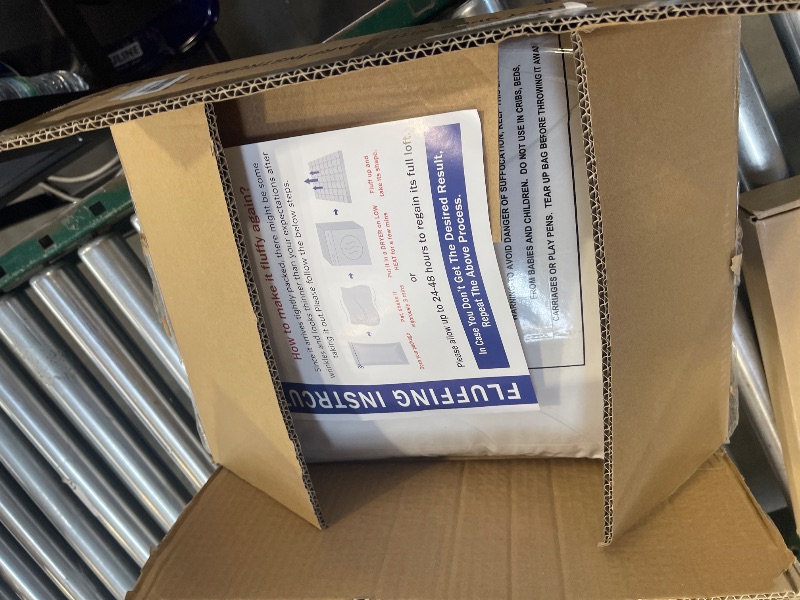 ULINE
FLUFFING INSTRCU
How to make it fluffy again?
Since it arrives tightly packed, there might be some
wrinkles and looks thinner than your expectations after
taking it out Please follow the below steps.
Put it in a DRYER on LOW
HEAT for a few mins
Fluff up and
take its shape.
or
Please allow up to 24-48 hours to regain its full loft.
In Case You Don't Get The Desired Result,
Repeat The Above Process.
TO AVOID DANGER OF SUFFOCATION, KEEP THIS
FROM BABIES AND CHILDREN. DO NOT USE IN CRIBS, BEDS,
CARRIAGES OR PLAY PENS. TEAR UP BAG BEFORE THROWING IT AWAY